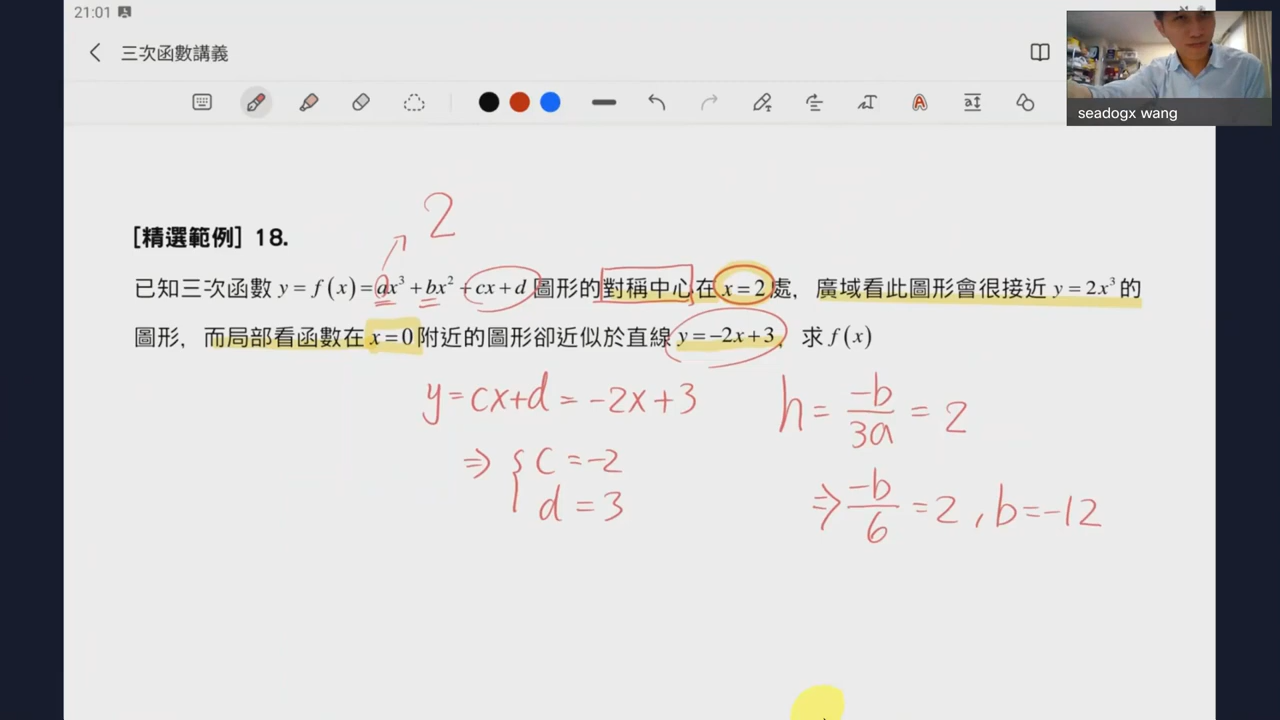 21:01
三次函數講義
seadogx wang
[精選範例] 18.
2
已知三次函數 y = f(x) = ax³ + bx² + cx + d 圖形的對稱中心在 x = 2 處, 廣域看此圖形會很接近 y = 2x³ 的
圖形, 而局部看函數在 x = 0 附近的圖形卻近似於直線 y = −2x + 3, 求 f(x)
y = cx+d = -2x+3
⇒ { c = -2
d = 3
h = -b/3a = 2
⇒ -b/6 = 2 , b = -12